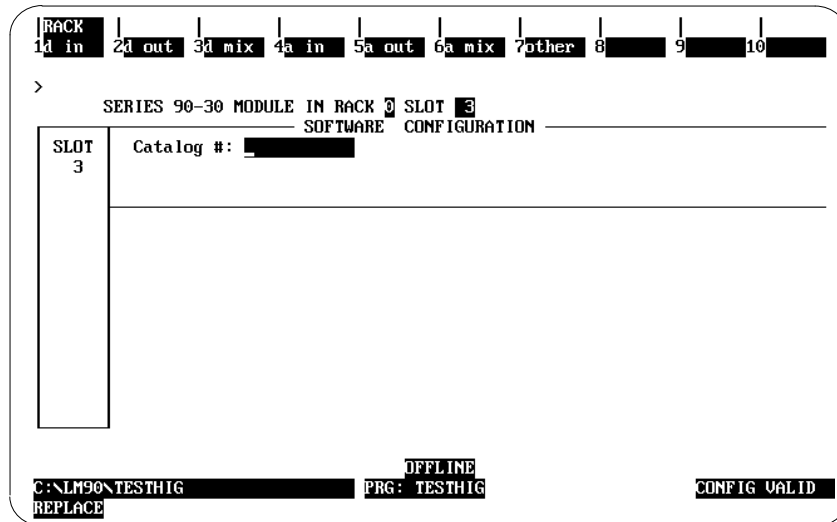 RACK
1d in 2d out 3d mix 4a in 5a out 6a mix 7other 8 9 10
>
SERIES 90-30 MODULE IN RACK 0 SLOT 3
SOFTWARE CONFIGURATION
SLOT Catalog #:
3
OFFLINE
C:\LM90\TESTHIG PRG: TESTHIG CONFIG VALID
REPLACE